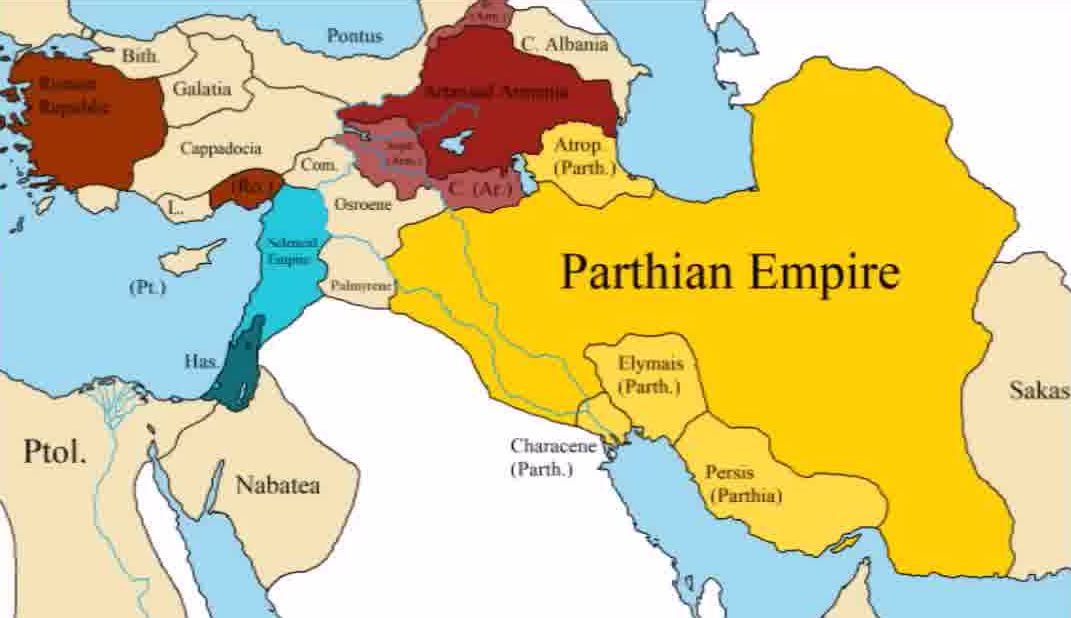 (Arm.)
Pontus
C. Albania
Bith.
Roman
Republic
Galatia
Artaxiad Armenia
Cappadocia
Com.
Soph.
(Arm.)
Atrop.
(Parth.)
(Ro.)
C. (Ar.)
L.
Osroene
Seleucid
Empire
Parthian Empire
(Pt.)
Palmyrene
Has.
Elymais
(Parth.)
Sakas
Ptol.
Characene
(Parth.)
Nabatea
Persis
(Parthia)